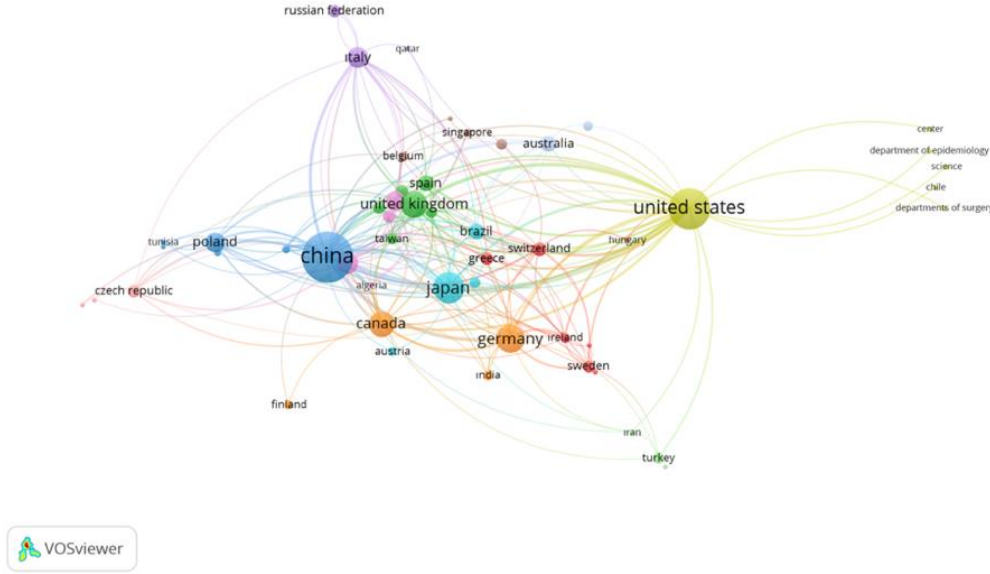 russian federation
qatar
italy
singapore
center
australia
department of epidemiology
belgium
science
spain
chile
united kingdom
united states
departments of surgery
taiwan
brazil
tunisia
poland
hungary
switzerland
china
greece
algeria
japan
czech republic
canada
germany
ireland
austria
sweden
india
finland
iran
turkey
VOSviewer